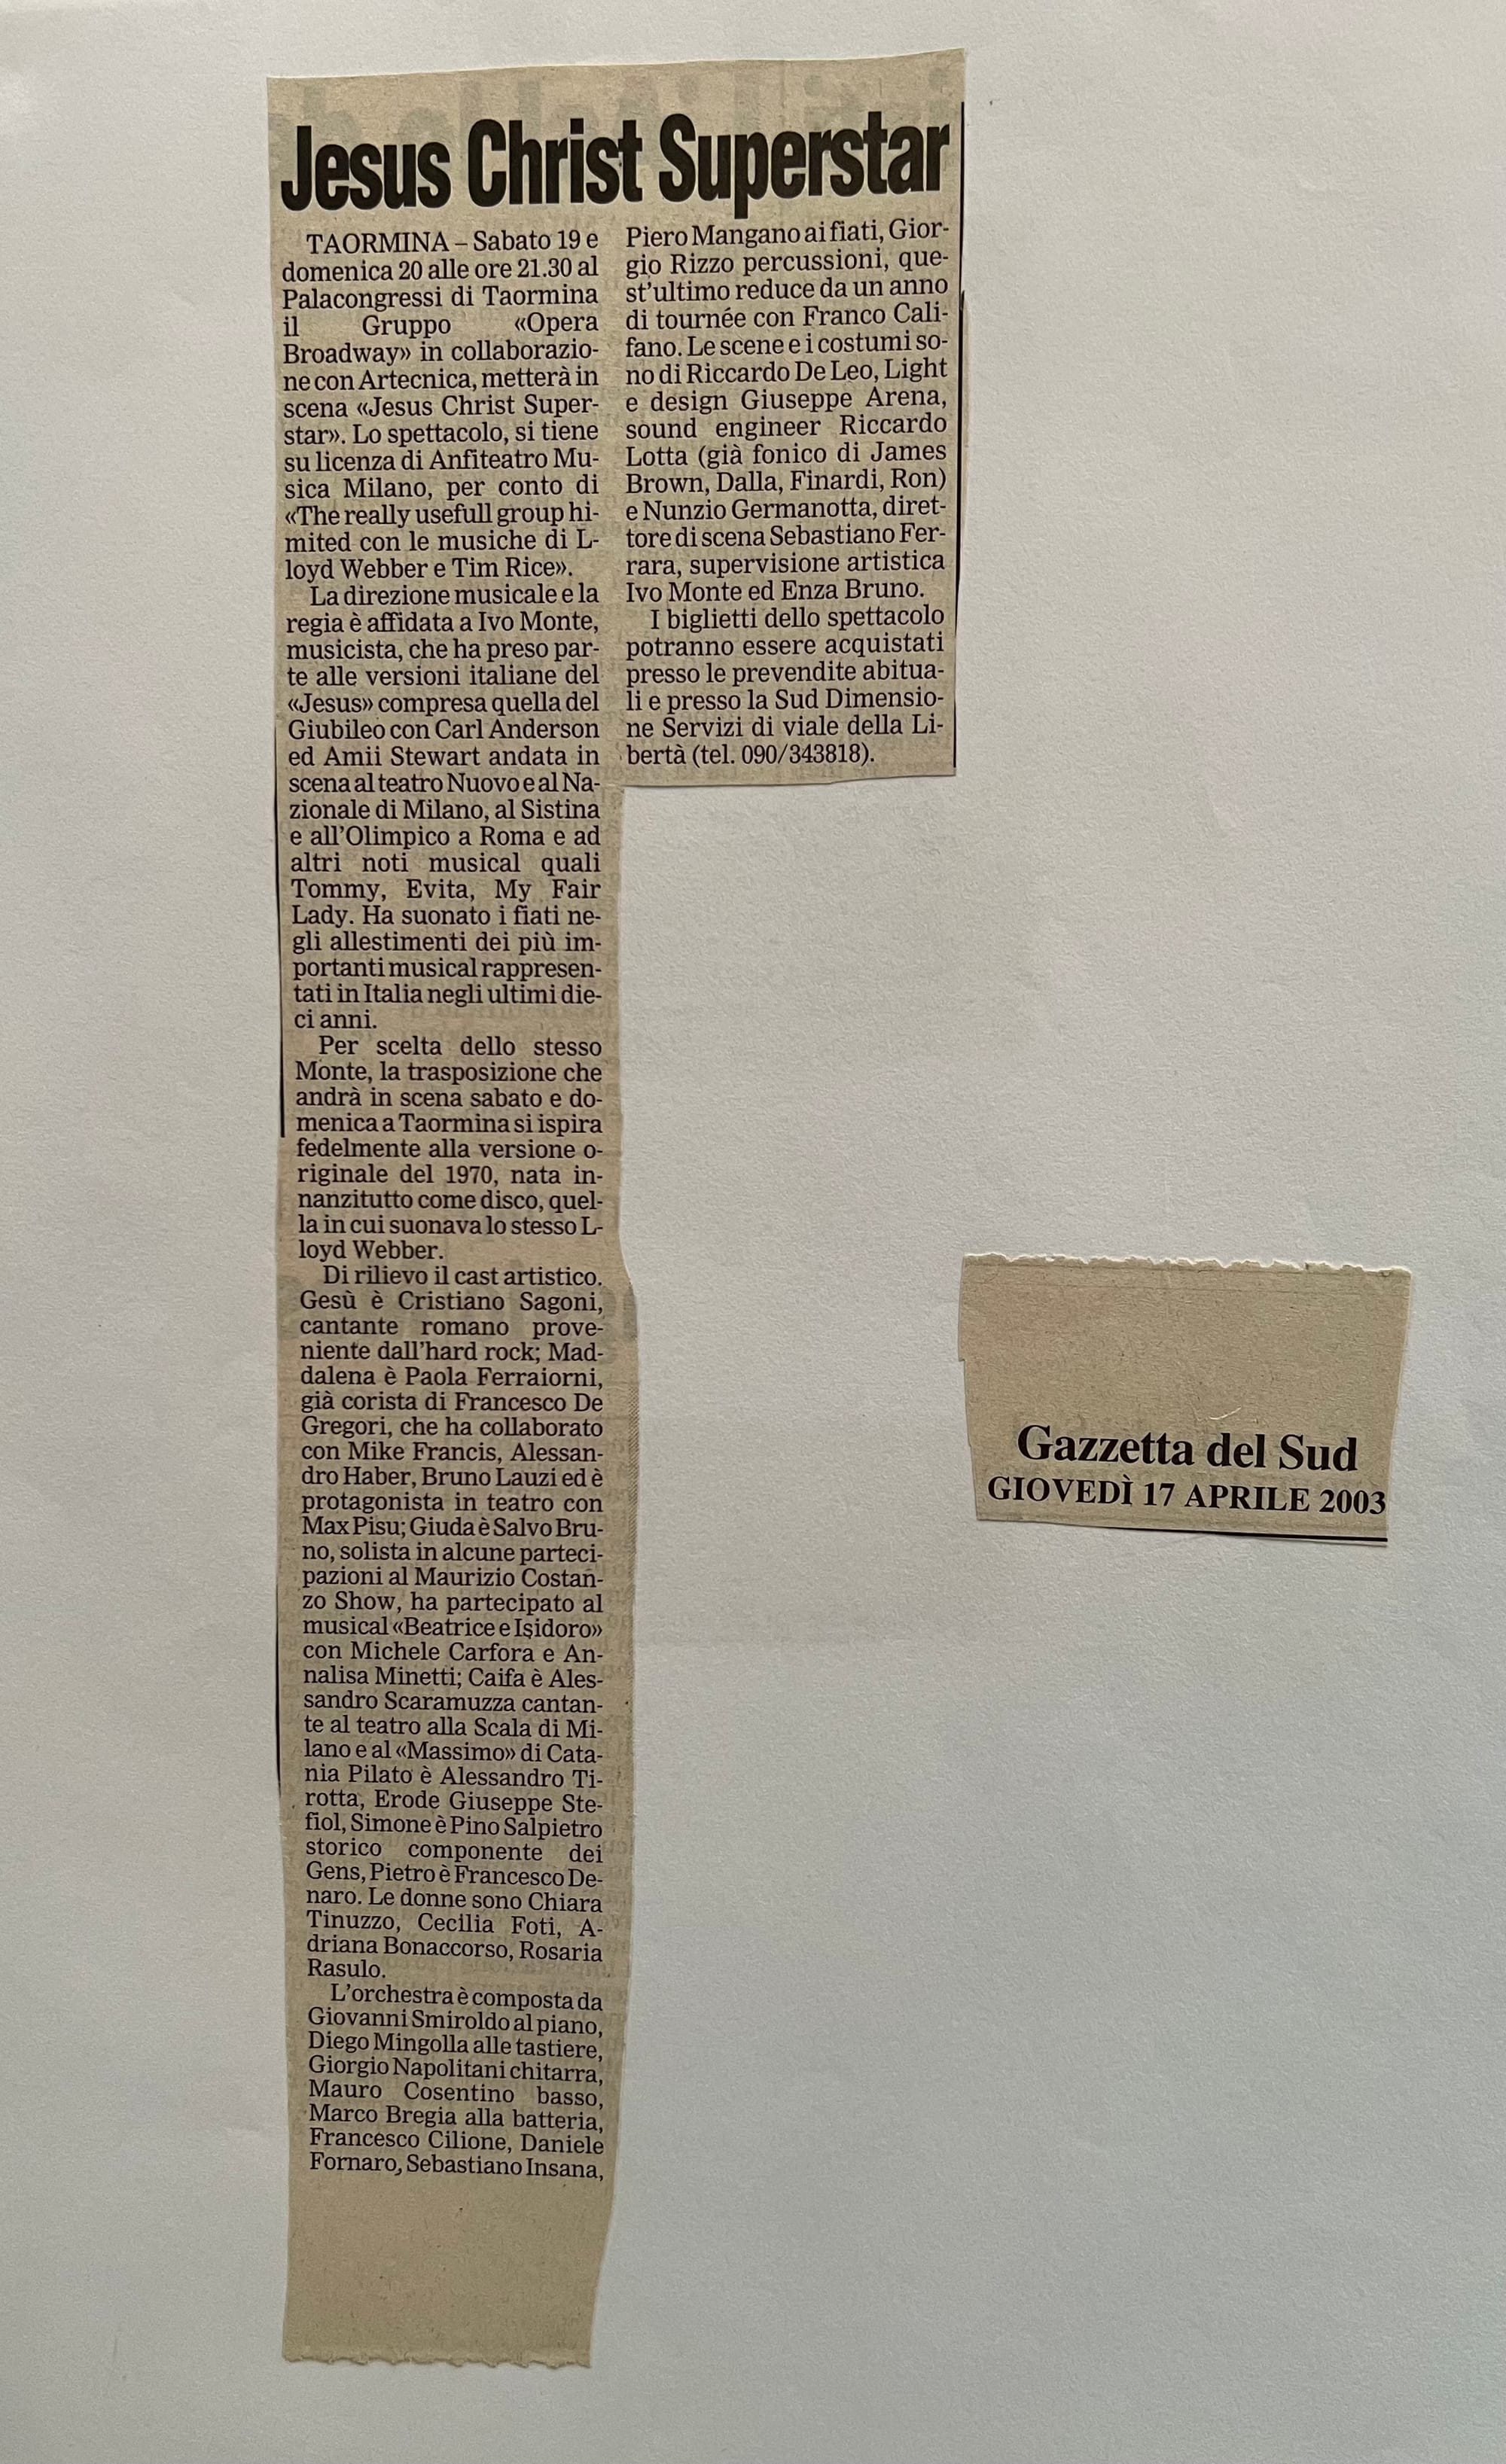 Jesus Christ Superstar
TAORMINA – Sabato 19 e
domenica 20 alle ore 21.30 al
Palacongressi di Taormina
il Gruppo «Opera
Broadway» in collaborazio-
ne con Artecnica, metterà in
scena «Jesus Christ Super-
star». Lo spettacolo, si tiene
su licenza di Anfiteatro Mu-
sica Milano, per conto di
«The really usefull group hi-
mited con le musiche di L-
loyd Webber e Tim Rice».
La direzione musicale e la
regia è affidata a Ivo Monte,
musicista, che ha preso par-
te alle versioni italiane del
«Jesus» compresa quella del
Giubileo con Carl Anderson
ed Amii Stewart andata in
scena al teatro Nuovo e al Na-
zionale di Milano, al Sistina
e all'Olimpico a Roma e ad
altri noti musical quali
Tommy, Evita, My Fair
Lady. Ha suonato i fiati ne-
gli allestimenti dei più im-
portanti musical rappresen-
tati in Italia negli ultimi die-
ci anni.
Per scelta dello stesso
Monte, la trasposizione che
andrà in scena sabato e do-
menica a Taormina si ispira
fedelmente alla versione o-
riginale del 1970, nata in-
nanzitutto come disco, quel-
la in cui suonava lo stesso L-
loyd Webber.
Di rilievo il cast artistico.
Gesù è Cristiano Sagoni,
cantante romano prove-
niente dall'hard rock; Mad-
dalena è Paola Ferraiorni,
già corista di Francesco De
Gregori, che ha collaborato
con Mike Francis, Alessan-
dro Haber, Bruno Lauzi ed è
protagonista in teatro con
Max Pisu; Giuda è Salvo Bru-
no, solista in alcune parteci-
pazioni al Maurizio Costan-
zo Show, ha partecipato al
musical «Beatrice e Isidoro»
con Michele Carfora e An-
nalisa Minetti; Caifa è Ales-
sandro Scaramuzza cantan-
te al teatro alla Scala di Mi-
lano e al «Massimo» di Cata-
nia Pilato è Alessandro Ti-
rotta, Erode Giuseppe Ste-
fiol, Simone è Pino Salpietro
storico componente dei
Gens, Pietro è Francesco De-
naro. Le donne sono Chiara
Tinuzzo, Cecilia Foti, A-
driana Bonaccorso, Rosaria
Rasulo.
L'orchestra è composta da
Giovanni Smiroldo al piano,
Diego Mingolla alle tastiere,
Giorgio Napolitani chitarra,
Mauro Cosentino basso,
Marco Bregia alla batteria,
Francesco Cilione, Daniele
Fornaro, Sebastiano Insana,
Piero Mangano ai fiati, Gior-
gio Rizzo percussioni, que-
st'ultimo reduce da un anno
di tournée con Franco Cali-
fano. Le scene e i costumi so-
no di Riccardo De Leo, Light
e design Giuseppe Arena,
sound engineer Riccardo
Lotta (già fonico di James
Brown, Dalla, Finardi, Ron)
e Nunzio Germanotta, diret-
tore di scena Sebastiano Fer-
rara, supervisione artistica
Ivo Monte ed Enza Bruno.
I biglietti dello spettacolo
potranno essere acquistati
presso le prevendite abitua-
li e presso la Sud Dimensio-
ne Servizi di viale della Li-
bertà (tel. 090/343818).
Gazzetta del Sud
GIOVEDÌ 17 APRILE 2003